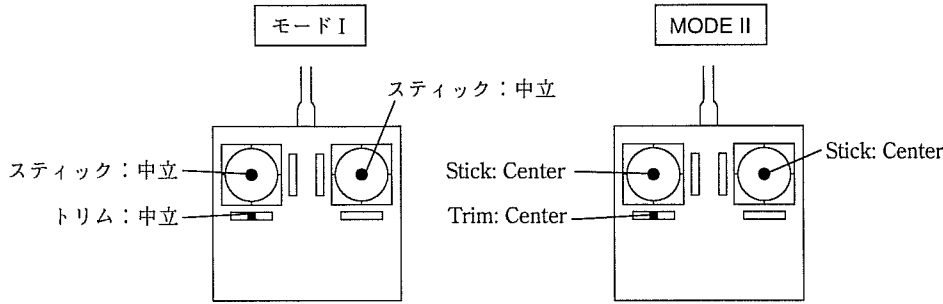 モードⅠ
スティック：中立
スティック：中立
トリム：中立
MODE II
Stick: Center
Stick: Center
Trim: Center